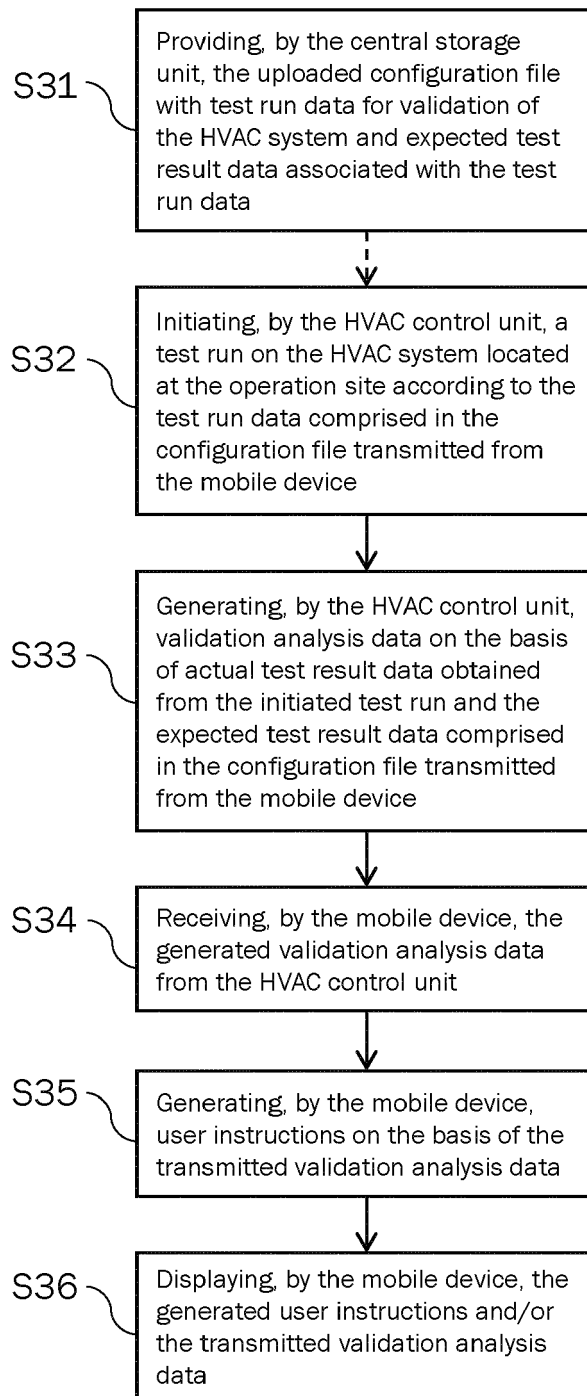 S31
Providing, by the central storage
unit, the uploaded configuration file
with test run data for validation of
the HVAC system and expected test
result data associated with the test
run data
S32
Initiating, by the HVAC control unit, a
test run on the HVAC system located
at the operation site according to the
test run data comprised in the
configuration file transmitted from
the mobile device
S33
Generating, by the HVAC control unit,
validation analysis data on the basis
of actual test result data obtained
from the initiated test run and the
expected test result data comprised
in the configuration file transmitted
from the mobile device
S34
Receiving, by the mobile device, the
generated validation analysis data
from the HVAC control unit
S35
Generating, by the mobile device,
user instructions on the basis of the
transmitted validation analysis data
S36
Displaying, by the mobile device, the
generated user instructions and/or
the transmitted validation analysis
data